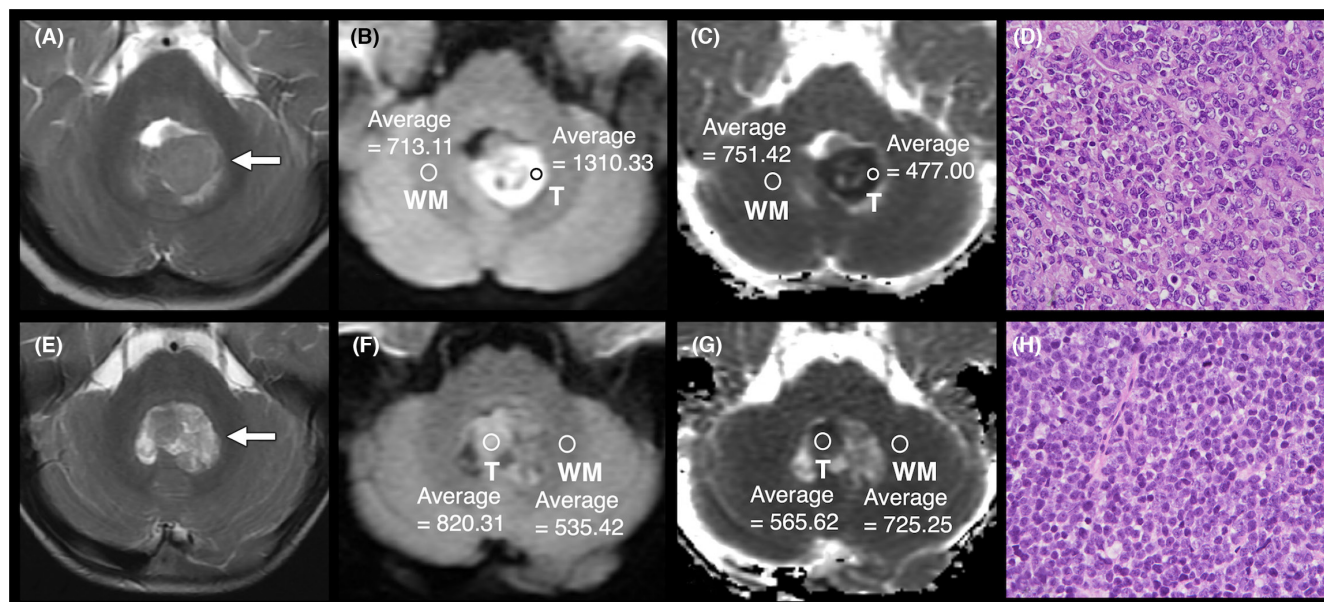 (A)
(B)
Average
= 713.11
WM
Average
= 1310.33
T
(C)
Average
= 751.42
WM
Average
= 477.00
T
(D)
(E)
(F)
T
WM
Average
= 820.31
Average
= 535.42
(G)
T
WM
Average
= 565.62
Average
= 725.25
(H)